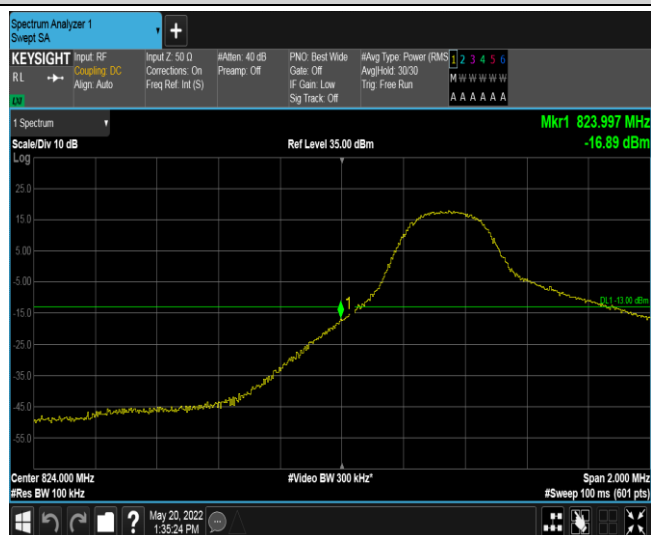 Spectrum Analyzer 1
Swept SA
+
KEYSIGHT
RL
LXI
Input: RF
Coupling: DC
Align: Auto
Input Z: 50 Ω
Corrections: On
Freq Ref: Int (S)
#Atten: 40 dB
Preamp: Off
PNO: Best Wide
Gate: Off
IF Gain: Low
Sig Track: Off
#Avg Type: Power (RMS
Avg|Hold: 30/30
Trig: Free Run
1 2 3 4 5 6
M W W W W W
A A A A A A
1 Spectrum
Scale/Div 10 dB
Ref Level 35.00 dBm
Mkr1 823.997 MHz
-16.89 dBm
Log
25.0
15.0
5.00
-5.00
-15.0
-25.0
-35.0
-45.0
-55.0
1
DL1 -13.00 dBm
Center 824.000 MHz
#Res BW 100 kHz
#Video BW 300 kHz*
Span 2.000 MHz
#Sweep 100 ms (601 pts)
?
May 20, 2022
1:35:24 PM